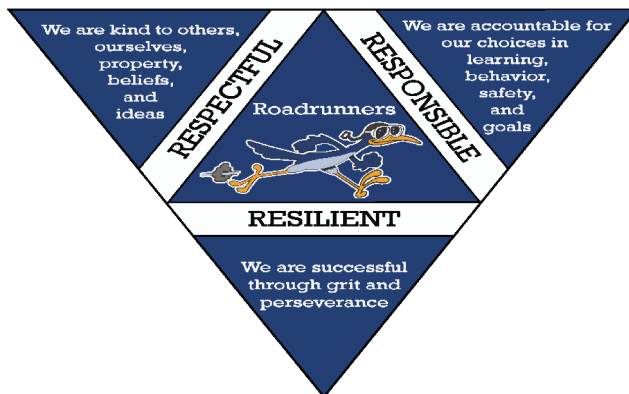 We are kind to others,
ourselves,
property,
beliefs,
and
ideas
RESPECTFUL
Roadrunners
RESPONSIBLE
We are accountable for
our choices in
learning,
behavior,
safety,
and
goals
RESILIENT
We are successful
through grit and
perseverance